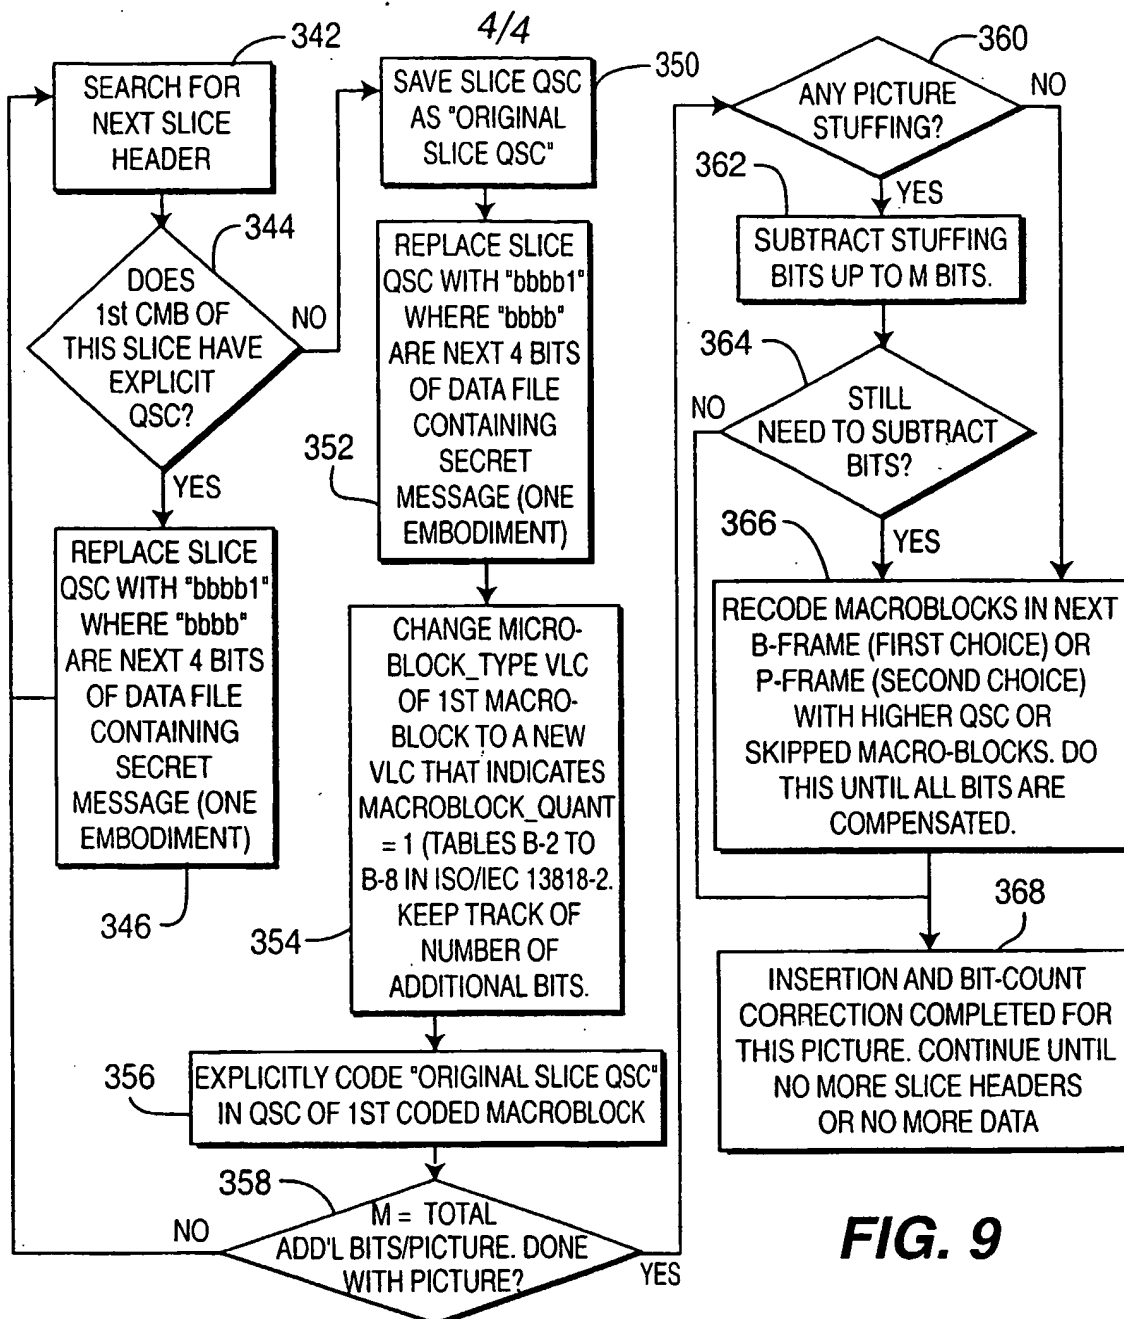 4/4
342
SEARCH FOR
NEXT SLICE
HEADER
344
DOES
1st CMB OF
THIS SLICE HAVE
EXPLICIT
QSC?
NO
YES
REPLACE SLICE
QSC WITH "bbbb1"
WHERE "bbbb"
ARE NEXT 4 BITS
OF DATA FILE
CONTAINING
SECRET
MESSAGE (ONE
EMBODIMENT)
346
350
SAVE SLICE QSC
AS "ORIGINAL
SLICE QSC"
REPLACE SLICE
QSC WITH "bbbb1"
WHERE "bbbb"
ARE NEXT 4 BITS
OF DATA FILE
CONTAINING
SECRET
MESSAGE (ONE
EMBODIMENT)
352
CHANGE MICRO-
BLOCK_TYPE VLC
OF 1ST MACRO-
BLOCK TO A NEW
VLC THAT INDICATES
MACROBLOCK_QUANT
= 1 (TABLES B-2 TO
B-8 IN ISO/IEC 13818-2.
KEEP TRACK OF
NUMBER OF
ADDITIONAL BITS.
354
356
EXPLICITLY CODE "ORIGINAL SLICE QSC"
IN QSC OF 1ST CODED MACROBLOCK
358
M = TOTAL
ADD'L BITS/PICTURE. DONE
WITH PICTURE?
NO
YES
360
ANY PICTURE
STUFFING?
NO
YES
362
SUBTRACT STUFFING
BITS UP TO M BITS.
364
STILL
NEED TO SUBTRACT
BITS?
NO
YES
366
RECODE MACROBLOCKS IN NEXT
B-FRAME (FIRST CHOICE) OR
P-FRAME (SECOND CHOICE)
WITH HIGHER QSC OR
SKIPPED MACRO-BLOCKS. DO
THIS UNTIL ALL BITS ARE
COMPENSATED.
368
INSERTION AND BIT-COUNT
CORRECTION COMPLETED FOR
THIS PICTURE. CONTINUE UNTIL
NO MORE SLICE HEADERS
OR NO MORE DATA
FIG. 9